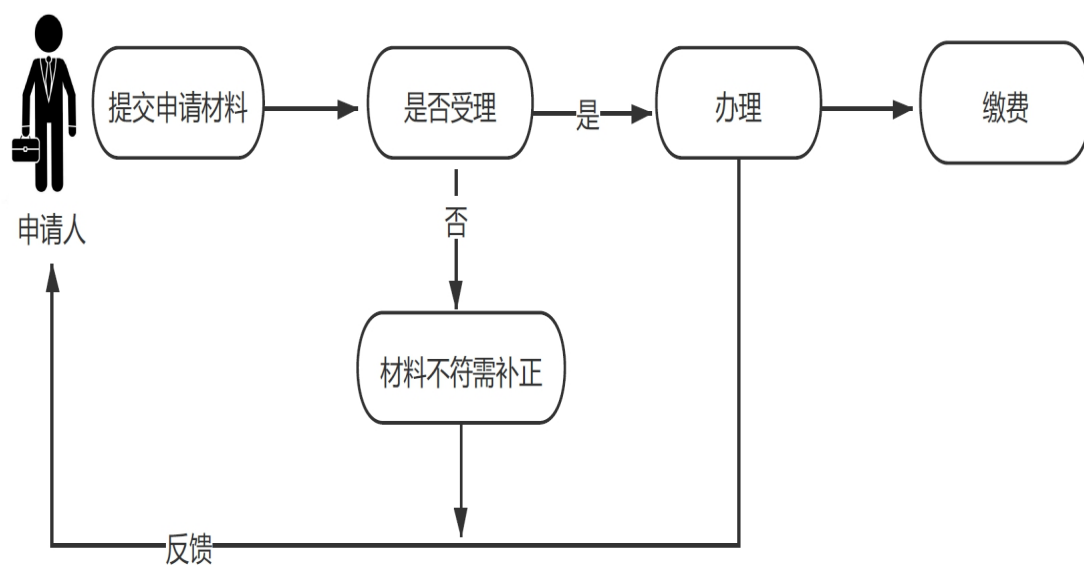 提交申请材料
是否受理
是
办理
缴费
申请人
否
材料不符需补正
反馈